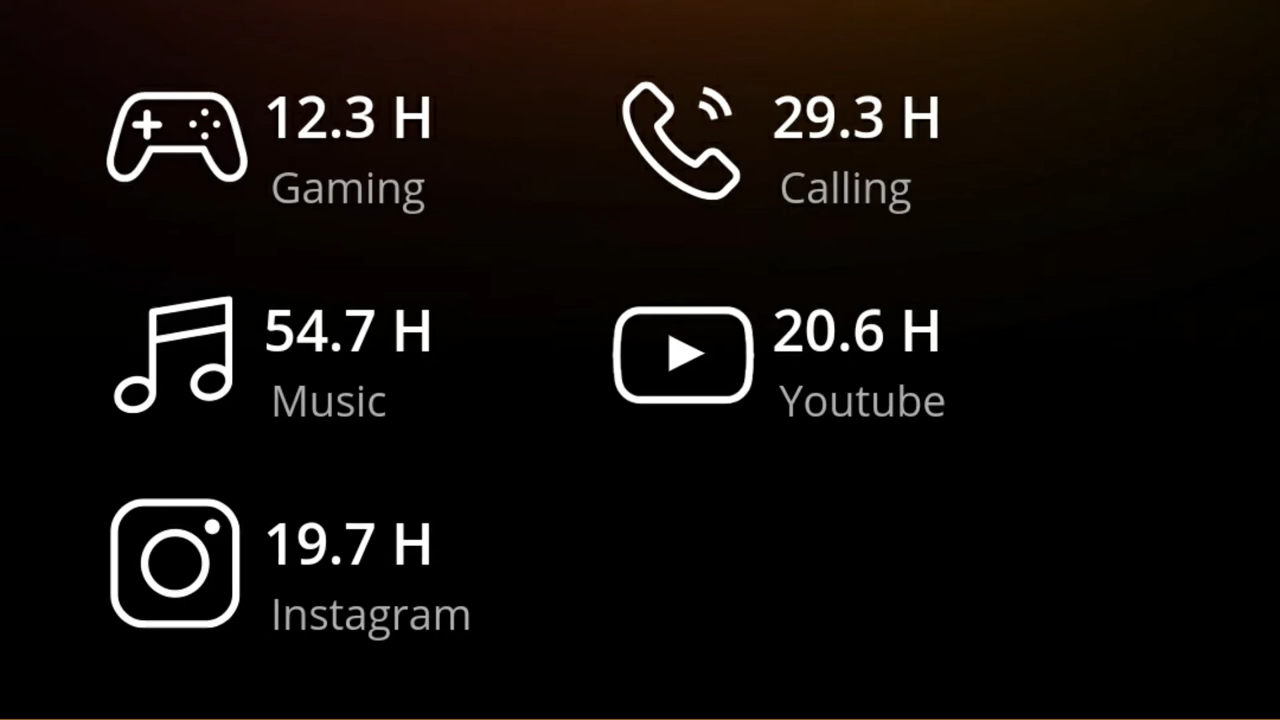 12.3 H
Gaming
29.3 H
Calling
54.7 H
Music
20.6 H
Youtube
19.7 H
Instagram